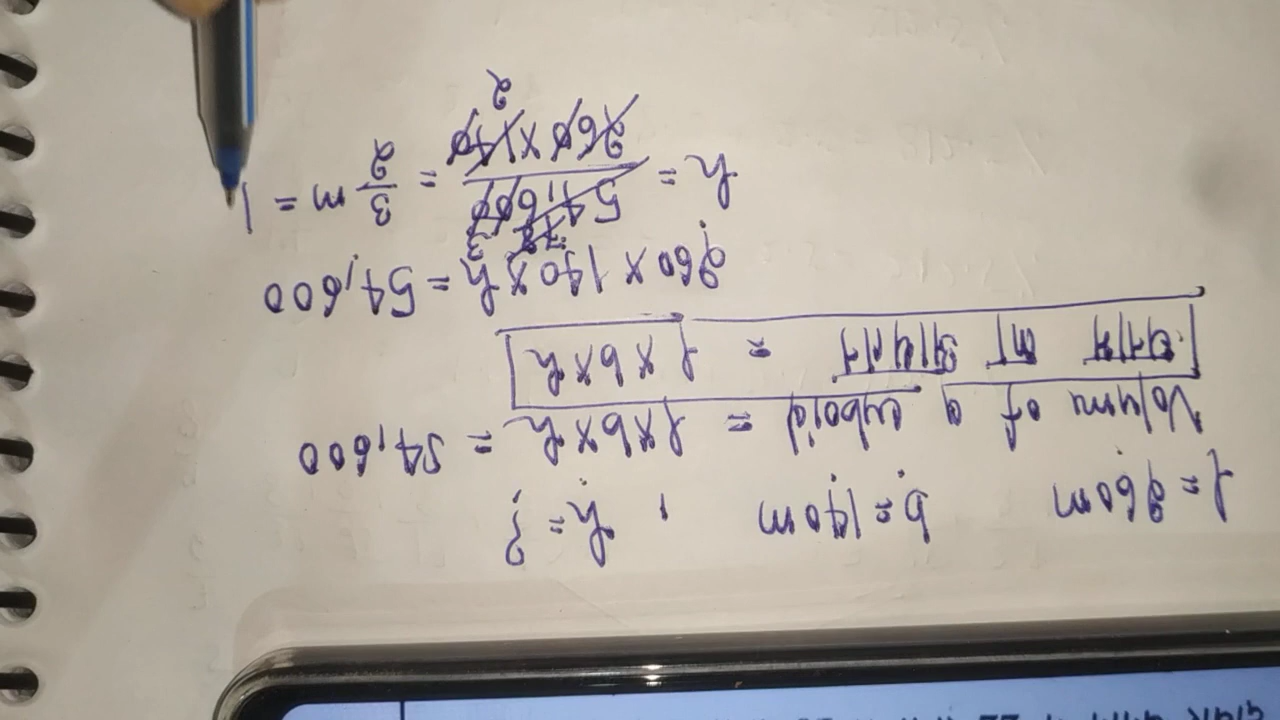 l = 260m b = 140m , h = ?
Volume of a cuboid = l x b x h = 54,600
घनाभ का आयतन = l x b x h
260 x 140 x h = 54,600
h = 54,600 / 260 x 140 = 3/2 m = 1